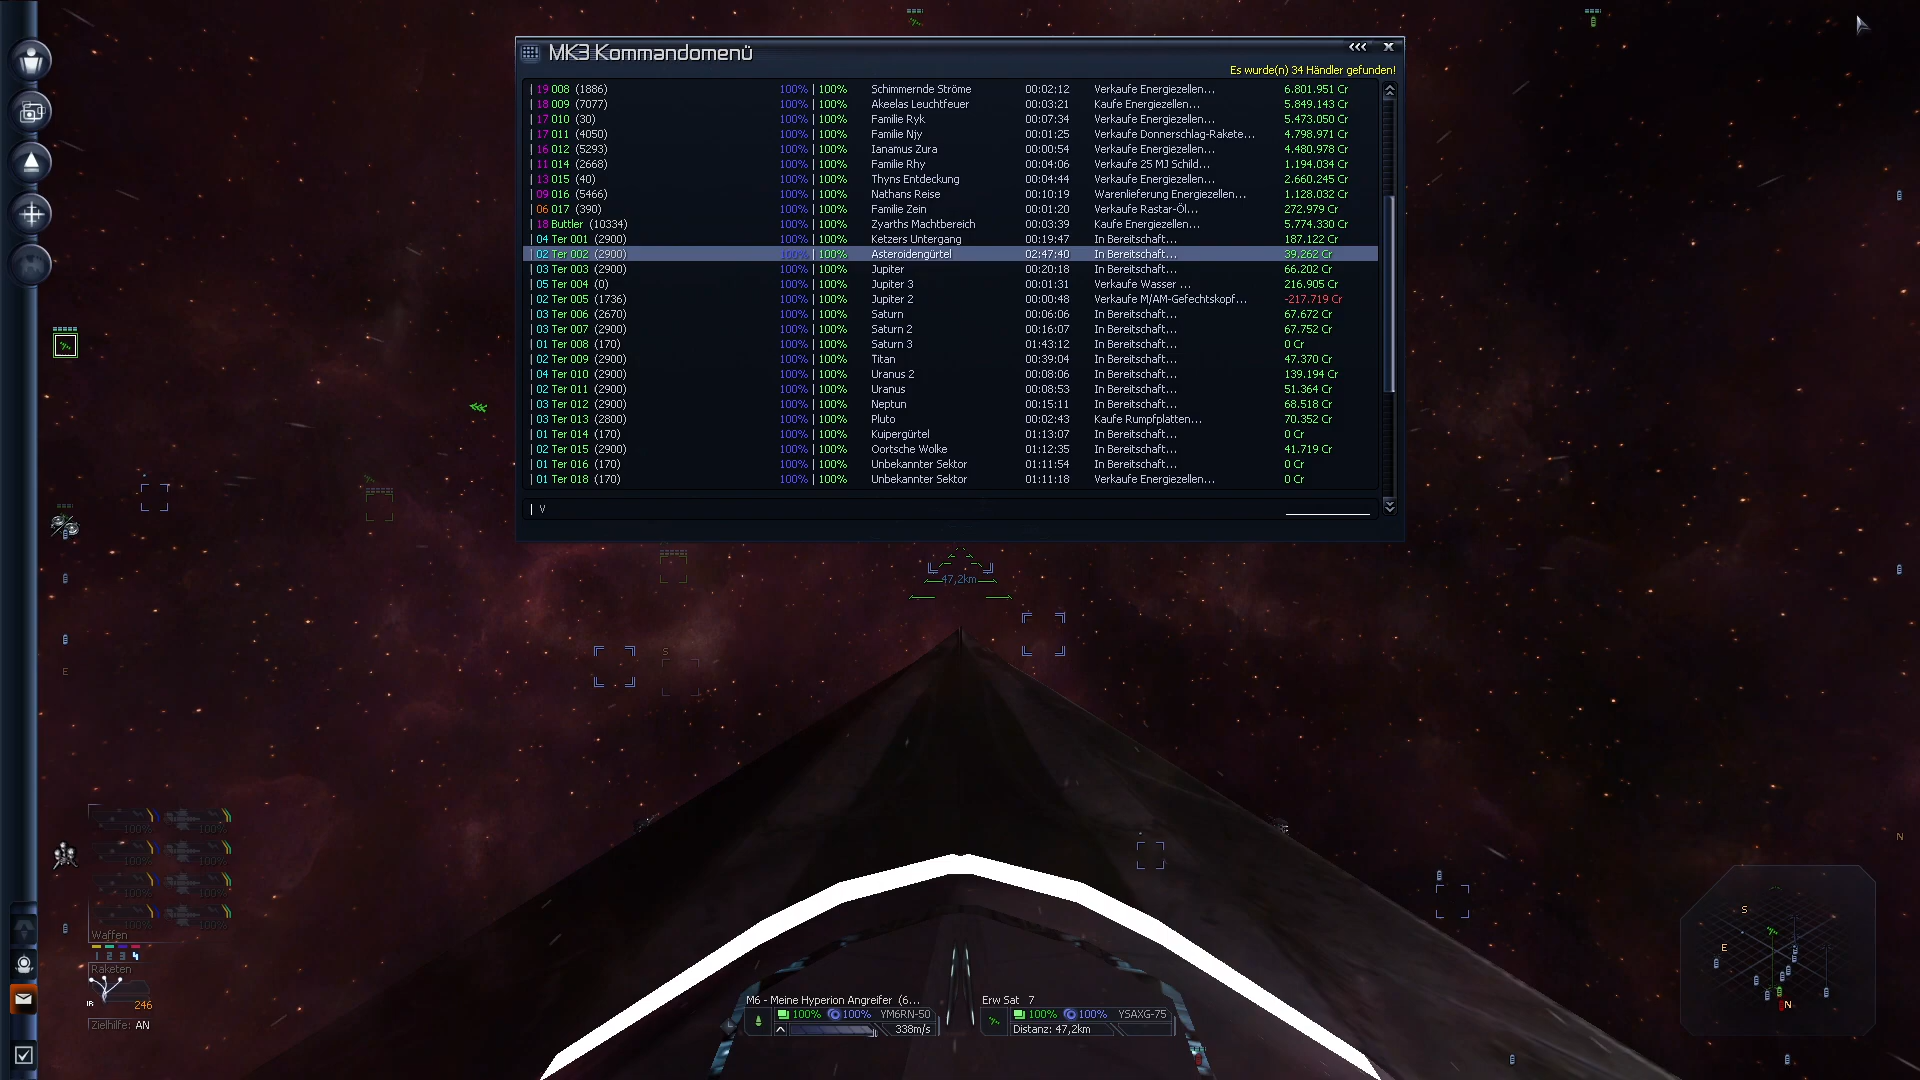 MK3 Kommandomenü
Es wurde(n) 34 Händler gefunden!
| 19 008 (1886) 100% | 100% Schimmernde Ströme 00:02:12 Verkaufe Energiezellen... 6.801.951 Cr
| 18 009 (7077) 100% | 100% Akeelas Leuchtfeuer 00:03:21 Kaufe Energiezellen... 5.849.143 Cr
| 17 010 (30) 100% | 100% Familie Ryk 00:07:34 Verkaufe Energiezellen... 5.473.050 Cr
| 17 011 (4050) 100% | 100% Familie Njy 00:01:25 Verkaufe Donnerschlag-Rakete... 4.798.971 Cr
| 16 012 (5293) 100% | 100% Ianamus Zura 00:00:54 Verkaufe Energiezellen... 4.480.978 Cr
| 11 014 (2668) 100% | 100% Familie Rhy 00:04:06 Verkaufe 25 MJ Schild... 1.194.034 Cr
| 13 015 (40) 100% | 100% Thyns Entdeckung 00:04:44 Verkaufe Energiezellen... 2.660.245 Cr
| 09 016 (5466) 100% | 100% Nathans Reise 00:10:19 Warenlieferung Energiezellen... 1.128.032 Cr
| 06 017 (390) 100% | 100% Familie Zein 00:01:20 Verkaufe Rastar-Öl... 272.979 Cr
| 18 Buttler (10334) 100% | 100% Zyarths Machtbereich 00:03:39 Kaufe Energiezellen... 5.774.330 Cr
| 04 Ter 001 (2900) 100% | 100% Ketzers Untergang 00:19:47 In Bereitschaft... 187.122 Cr
| 02 Ter 002 (2900) 100% | 100% Asteroidengürtel 02:47:40 In Bereitschaft... 39.262 Cr
| 03 Ter 003 (2900) 100% | 100% Jupiter 00:20:18 In Bereitschaft... 66.202 Cr
| 05 Ter 004 (0) 100% | 100% Jupiter 3 00:01:31 Verkaufe Wasser ... 216.905 Cr
| 02 Ter 005 (1736) 100% | 100% Jupiter 2 00:00:48 Verkaufe M/AM-Gefechtskopf... -217.719 Cr
| 03 Ter 006 (2670) 100% | 100% Saturn 00:06:06 In Bereitschaft... 67.672 Cr
| 03 Ter 007 (2900) 100% | 100% Saturn 2 00:16:07 In Bereitschaft... 67.752 Cr
| 01 Ter 008 (170) 100% | 100% Saturn 3 01:43:12 In Bereitschaft... 0 Cr
| 02 Ter 009 (2900) 100% | 100% Titan 00:39:04 In Bereitschaft... 47.370 Cr
| 04 Ter 010 (2900) 100% | 100% Uranus 2 00:08:06 In Bereitschaft... 139.194 Cr
| 02 Ter 011 (2900) 100% | 100% Uranus 00:08:53 In Bereitschaft... 51.364 Cr
| 03 Ter 012 (2900) 100% | 100% Neptun 00:15:11 In Bereitschaft... 68.518 Cr
| 03 Ter 013 (2800) 100% | 100% Pluto 00:02:43 Kaufe Rumpfplatten... 70.352 Cr
| 01 Ter 014 (170) 100% | 100% Kuipergürtel 01:13:07 In Bereitschaft... 0 Cr
| 02 Ter 015 (2900) 100% | 100% Oortsche Wolke 01:12:35 In Bereitschaft... 41.719 Cr
| 01 Ter 016 (170) 100% | 100% Unbekannter Sektor 01:11:54 In Bereitschaft... 0 Cr
| 01 Ter 018 (170) 100% | 100% Unbekannter Sektor 01:11:18 Verkaufe Energiezellen... 0 Cr
| V
47,2km
S
E
N
100% 100%
100% 100%
100% 100%
100% 100%
Waffen
1 2 3 4
Raketen
IR 246
Zielhilfe: AN
M6 - Meine Hyperion Angreifer (6...
100% 100% YM6RN-50
338m/s
Erw Sat 7
100% 100% YSAXG-75
Distanz: 47,2km
S
E
N